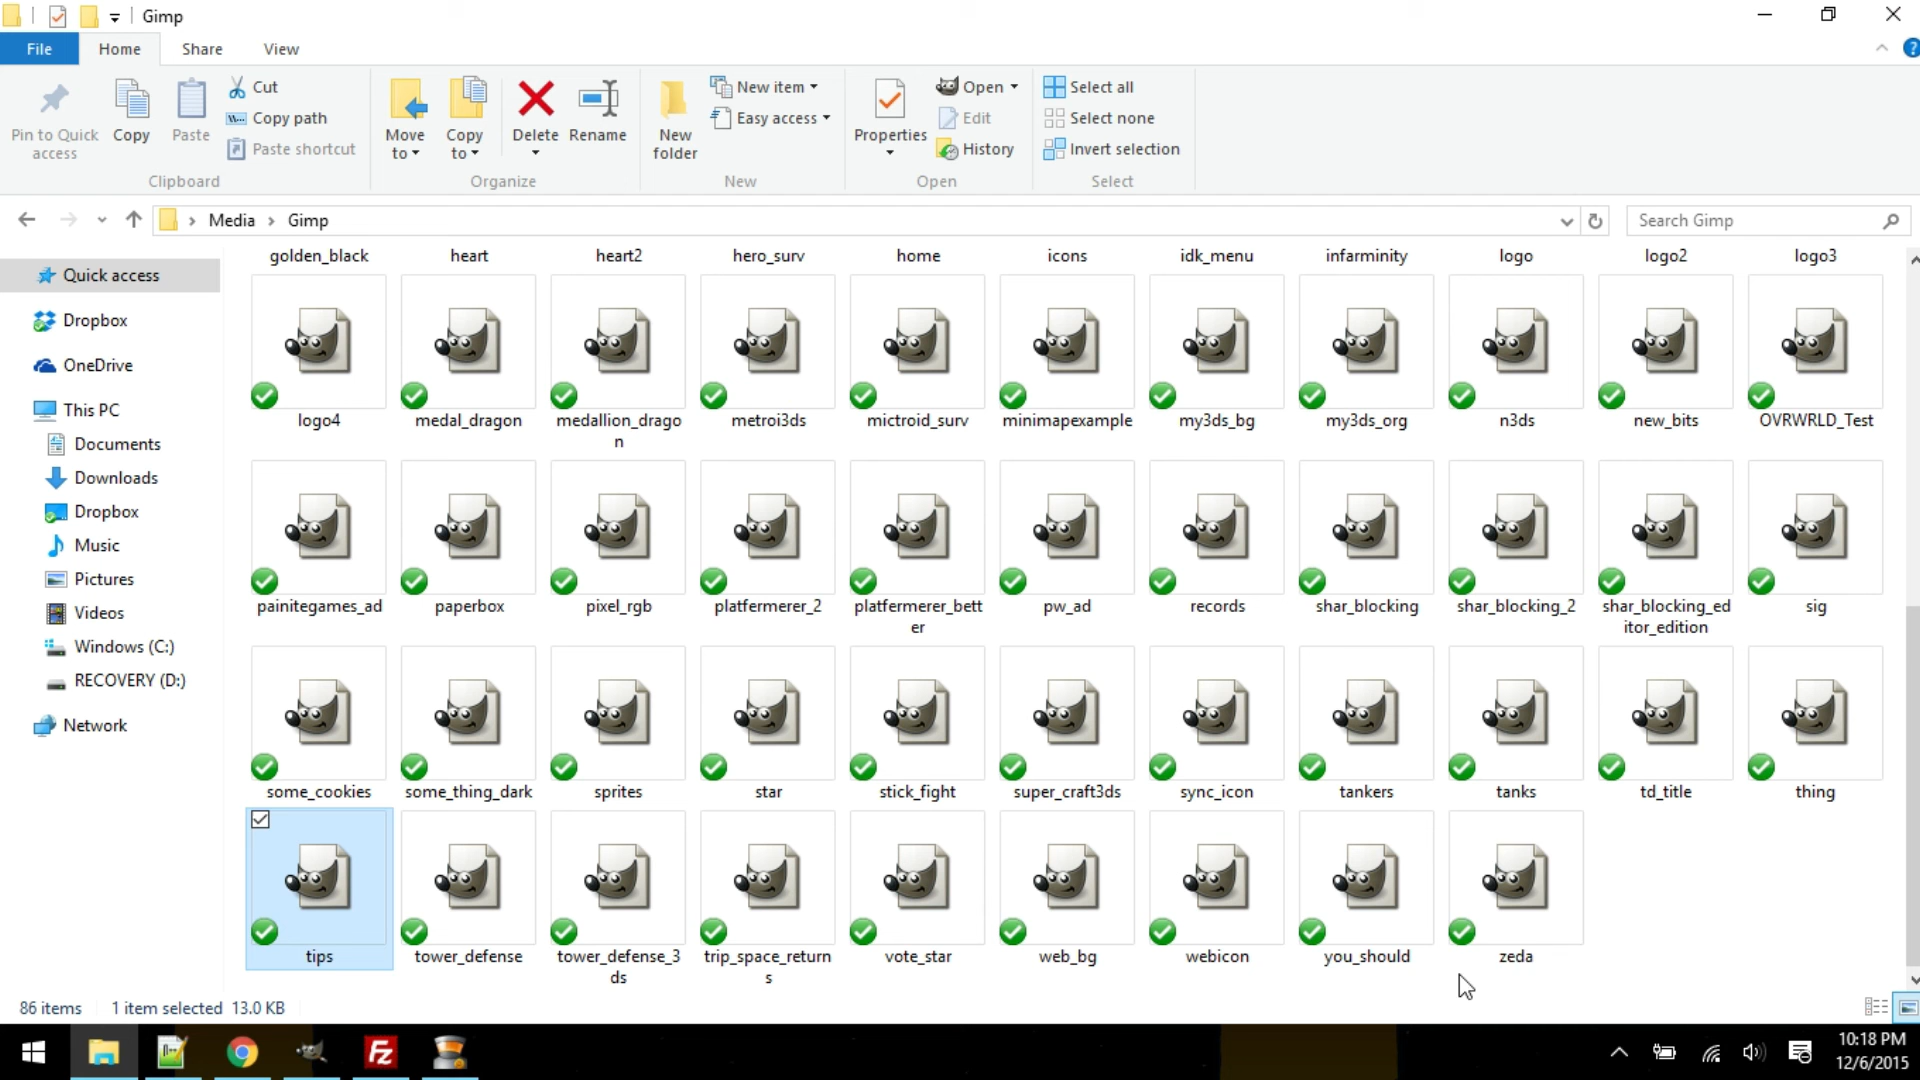 Gimp
File Home Share View
Pin to Quick access
Copy
Paste
Cut
Copy path
Paste shortcut
Clipboard
Move to
Copy to
Delete
Rename
Organize
New folder
New item
Easy access
New
Properties
Open
Edit
History
Open
Select all
Select none
Invert selection
Select
Media Gimp
Search Gimp
Quick access
Dropbox
OneDrive
This PC
Documents
Downloads
Dropbox
Music
Pictures
Videos
Windows (C:)
RECOVERY (D:)
Network
golden_black heart heart2 hero_surv home icons idk_menu infarminity logo logo2 logo3
logo4 medal_dragon medallion_drago metroi3ds mictroid_surv minimapexample my3ds_bg my3ds_org n3ds new_bits OVRWRLD_Test
n
painitegames_ad paperbox pixel_rgb platfermerer_2 platfermerer_bett pw_ad records shar_blocking shar_blocking_2 shar_blocking_ed sig
er itor_edition
some_cookies some_thing_dark sprites star stick_fight super_craft3ds sync_icon tankers tanks td_title thing
tips tower_defense tower_defense_3 trip_space_return vote_star web_bg webicon you_should zeda
ds s
86 items 1 item selected 13.0 KB
10:18 PM
12/6/2015